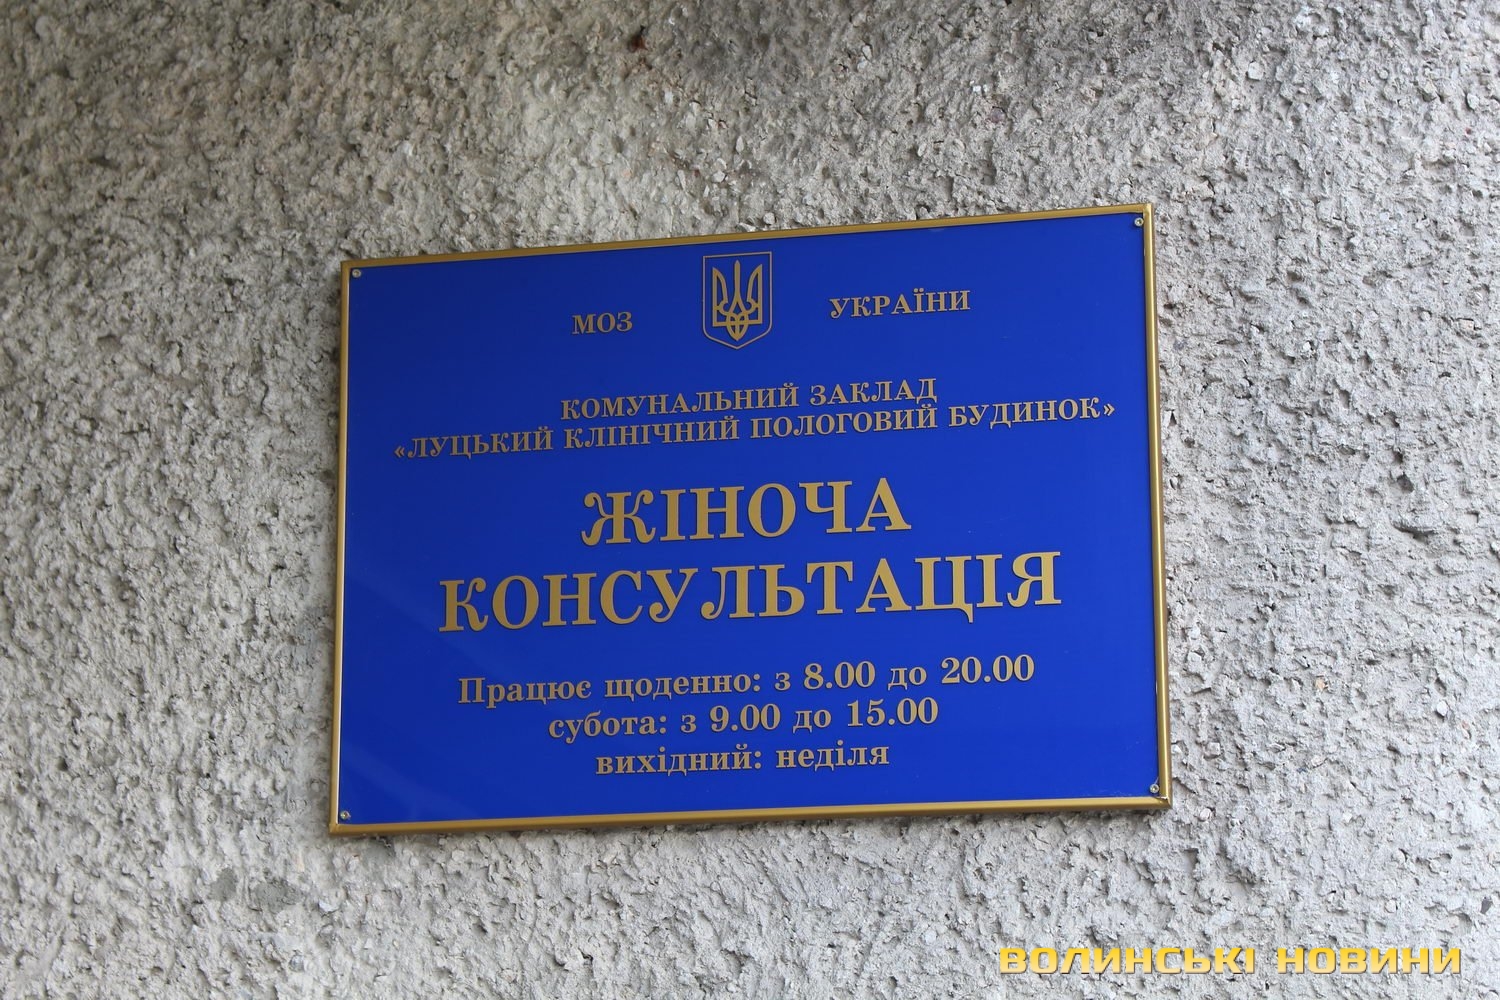 МОЗ УКРАЇНИ
КОМУНАЛЬНИЙ ЗАКЛАД
«ЛУЦЬКИЙ КЛІНІЧНИЙ ПОЛОГОВИЙ БУДИНОК»
ЖІНОЧА
КОНСУЛЬТАЦІЯ
Працює щоденно: з 8.00 до 20.00
субота: з 9.00 до 15.00
вихідний: неділя
ВОЛИНСЬКІ НОВИНИ